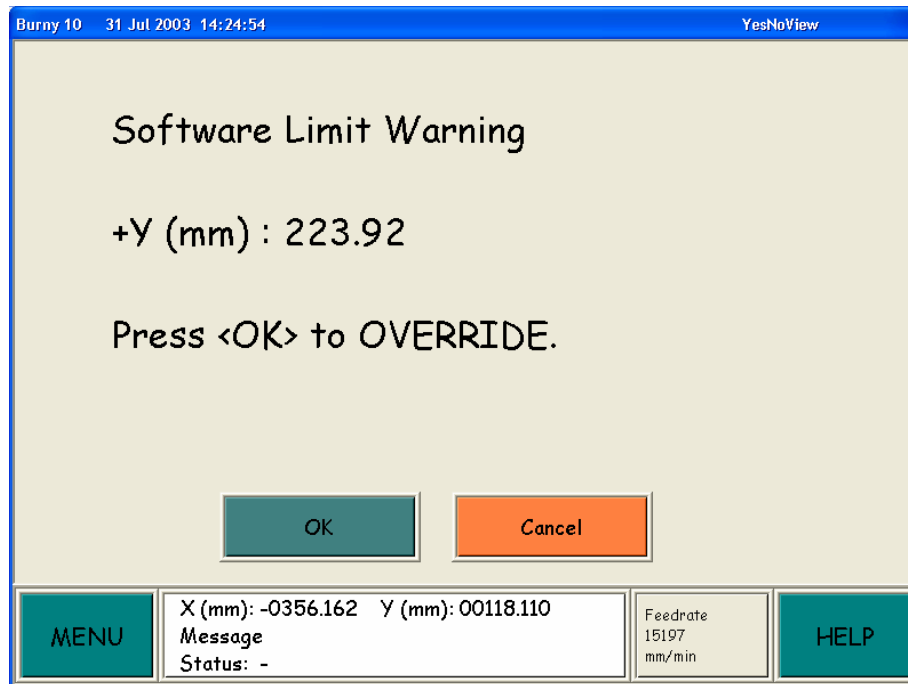 Burny 10 31 Jul 2003 14:24:54 YesNoView
Software Limit Warning
+Y (mm) : 223.92
Press <OK> to OVERRIDE.
OK Cancel
MENU
X (mm): -0356.162 Y (mm): 00118.110
Message
Status: -
Feedrate
15197
mm/min
HELP